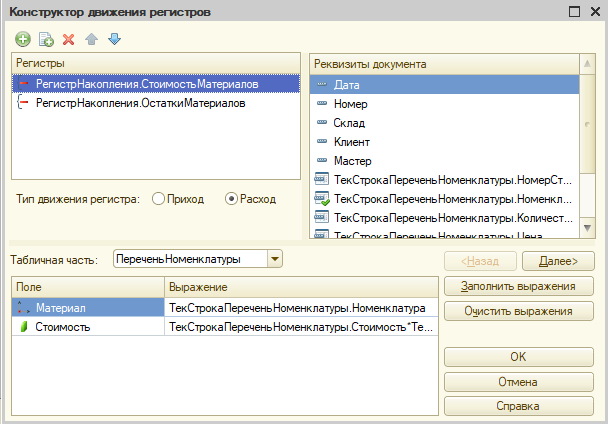 Конструктор движения регистров
Регистры
РегистрНакопления.СтоимостьМатериалов
РегистрНакопления.ОстаткиМатериалов
Реквизиты документа
Дата
Номер
Склад
Клиент
Мастер
ТекСтрокаПереченьНоменклатуры.НомерСт...
ТекСтрокаПереченьНоменклатуры.Номенкл...
ТекСтрокаПереченьНоменклатуры.Количест...
ТекСтрокаПереченьНоменклатуры.Цена
Тип движения регистра: Приход Расход
Табличная часть: ПереченьНоменклатуры
<Назад Далее>
Поле Выражение
Материал ТекСтрокаПереченьНоменклатуры.Номенклатура
Стоимость ТекСтрокаПереченьНоменклатуры.Стоимость*Те...
Заполнить выражения
Очистить выражения
OK
Отмена
Справка